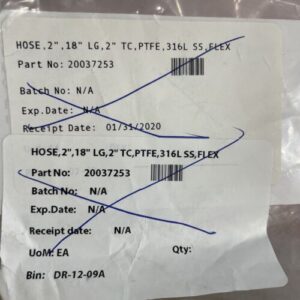 HOSE,2",18" LG,2" TC,PTFE,316L SS,FLEX
Part No: 20037253
Batch No: N/A
Exp.Date: N/A
Receipt Date: 01/31/2020
HOSE,2",18" LG,2" TC,PTFE,316L SS,FLEX
Part No: 20037253
Batch No: N/A
Exp.Date: N/A
Receipt date: N/A
UoM: EA Qty:
Bin: DR-12-09A